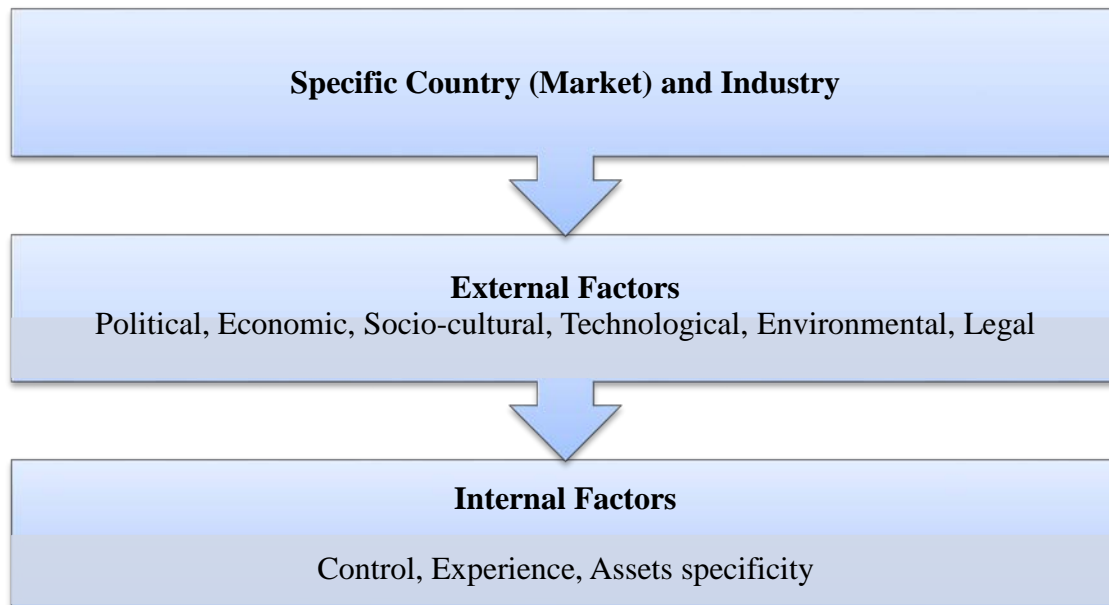 Specific Country (Market) and Industry
External Factors
Political, Economic, Socio-cultural, Technological, Environmental, Legal
Internal Factors
Control, Experience, Assets specificity